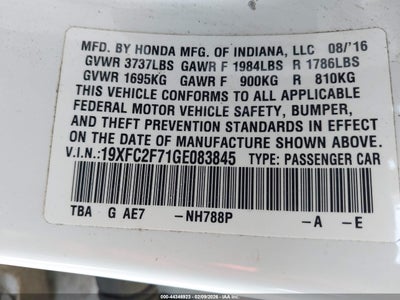 MFD. BY HONDA MFG. OF INDIANA, LLC 08/'16
GVWR 3737LBS GAWR F 1984LBS R 1786LBS
GVWR 1695KG GAWR F 900KG R 810KG
THIS VEHICLE CONFORMS TO ALL APPLICABLE
FEDERAL MOTOR VEHICLE SAFETY, BUMPER,
AND THEFT PREVENTION STANDARDS IN EFFECT
ON THE DATE OF MANUFACTURE SHOWN ABOVE.
V.I.N.:19XFC2F71GE083845 TYPE: PASSENGER CAR
TBA G AE7 -NH788P -A -E
000-44346923 - 02/09/2026 - IAA